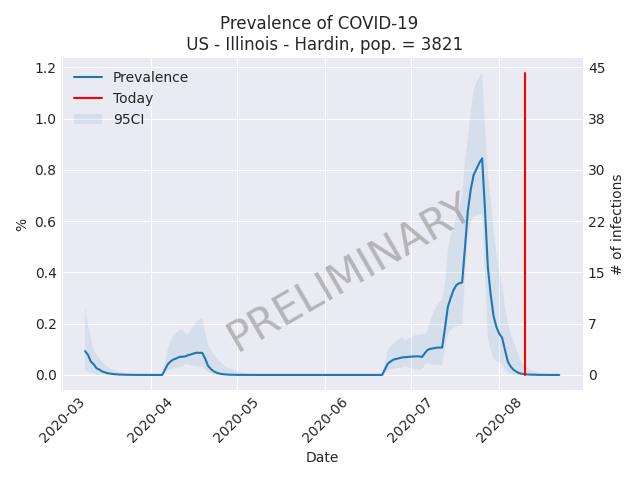 Prevalence of COVID-19
US - Illinois - Hardin, pop. = 3821
Prevalence
Today
95CI
PRELIMINARY
%
1.2
1.0
0.8
0.6
0.4
0.2
0.0
45
38
30
22
15
7
0
# of infections
2020-03
2020-04
2020-05
2020-06
2020-07
2020-08
Date